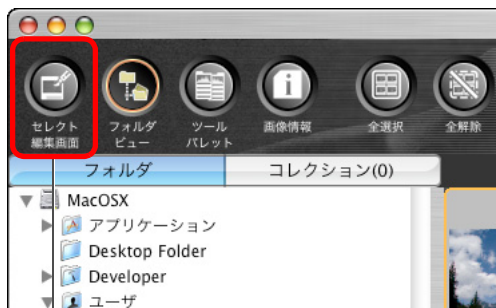 セレクト
編集画面
フォルダ
ビュー
ツール
パレット
画像情報
全選択
全解除
フォルダ
コレクション(0)
MacOSX
アプリケーション
Desktop Folder
Developer
ユーザ